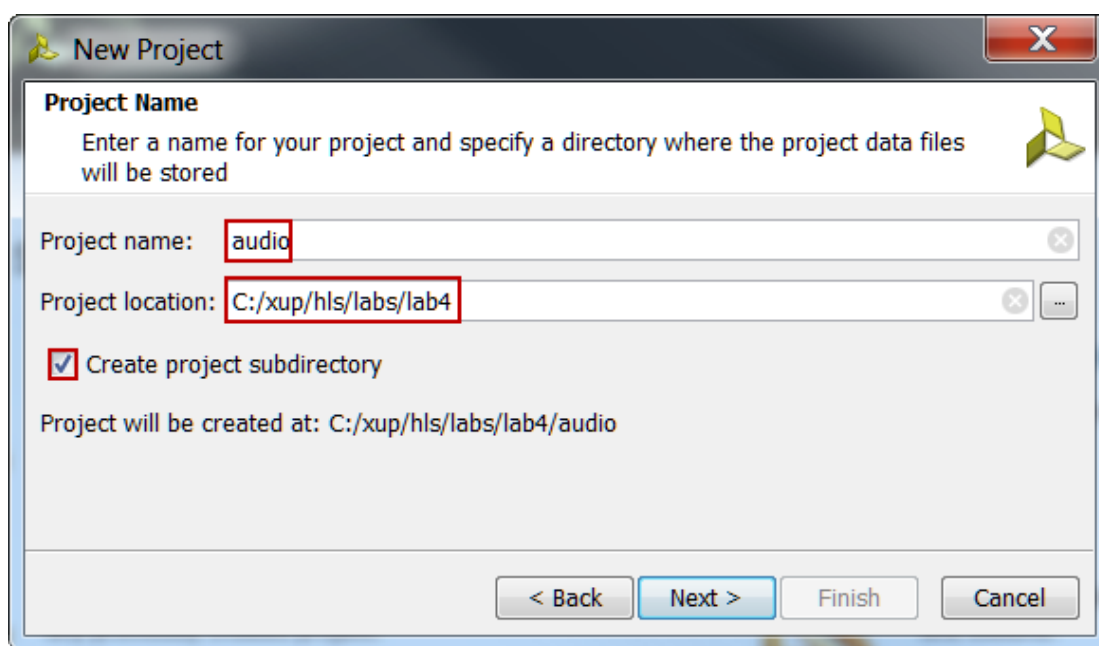 New Project
Project Name
Enter a name for your project and specify a directory where the project data files
will be stored
Project name: audio
Project location: C:/xup/hls/labs/lab4 ...
Create project subdirectory
Project will be created at: C:/xup/hls/labs/lab4/audio
< Back Next > Finish Cancel